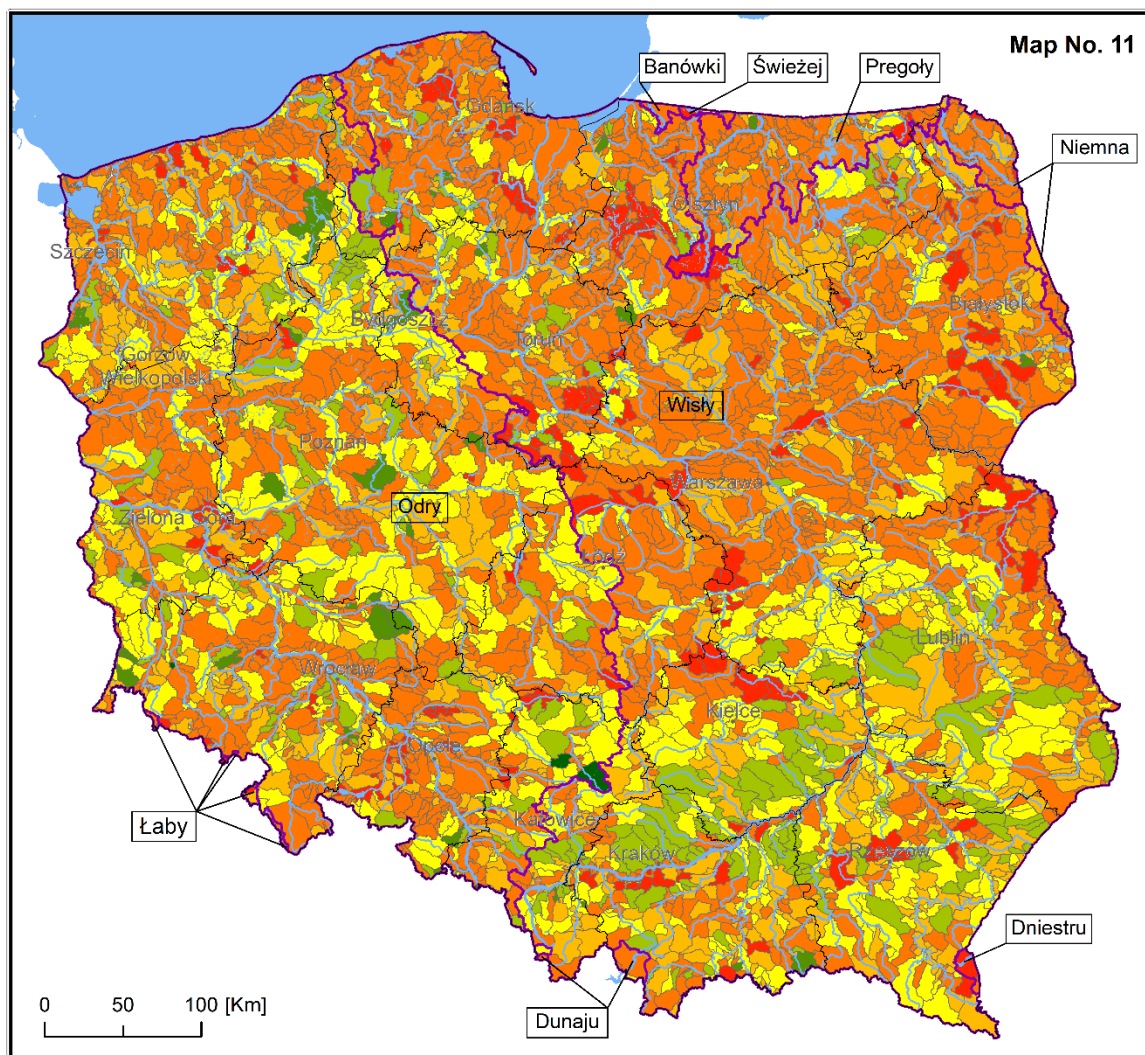 Map No. 11
Banówki
Świeżej
Pregoły
Gdańsk
Niemna
Olsztyn
Szczecin
Białystok
Bydgoszcz
Toruń
Gorzów
Wielkopolski
Wisły
Poznań
Warszawa
Odry
Zielona Góra
Łódź
Lublin
Wrocław
Kielce
Opole
Łaby
Katowice
Kraków
Rzeszów
Dniestru
0 50 100 [Km]
Dunaju